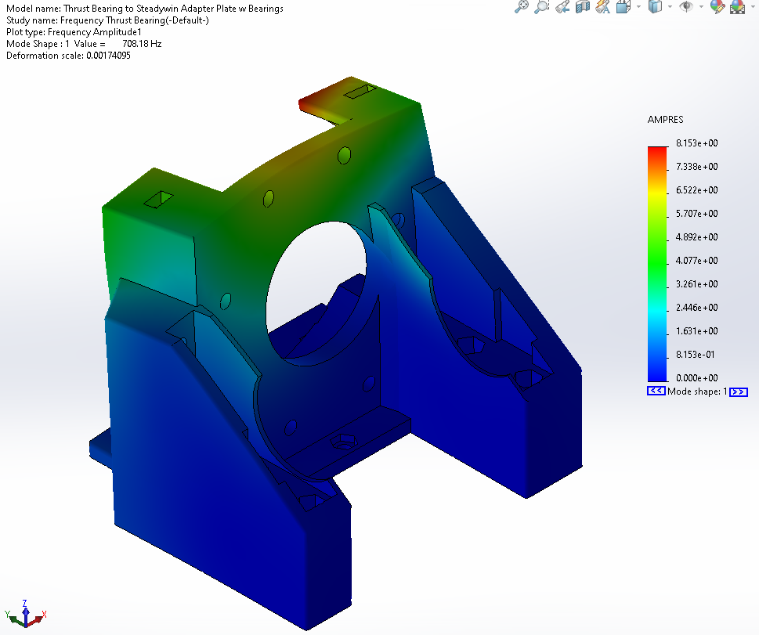 Model name: Thrust Bearing to Steadywin Adapter Plate w Bearings
Study name: Frequency Thrust Bearing(-Default-)
Plot type: Frequency Amplitude1
Mode Shape : 1 Value = 708.18 Hz
Deformation scale: 0.00174095
AMPRES
8.153e+00
7.338e+00
6.522e+00
5.707e+00
4.892e+00
4.077e+00
3.261e+00
2.446e+00
1.631e+00
8.153e-01
0.000e+00
<< Mode shape: 1 >>
Z
Y X